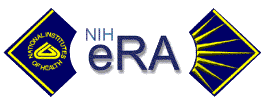 NATIONAL INSTITUTES
OF HEALTH
NIH
eRA